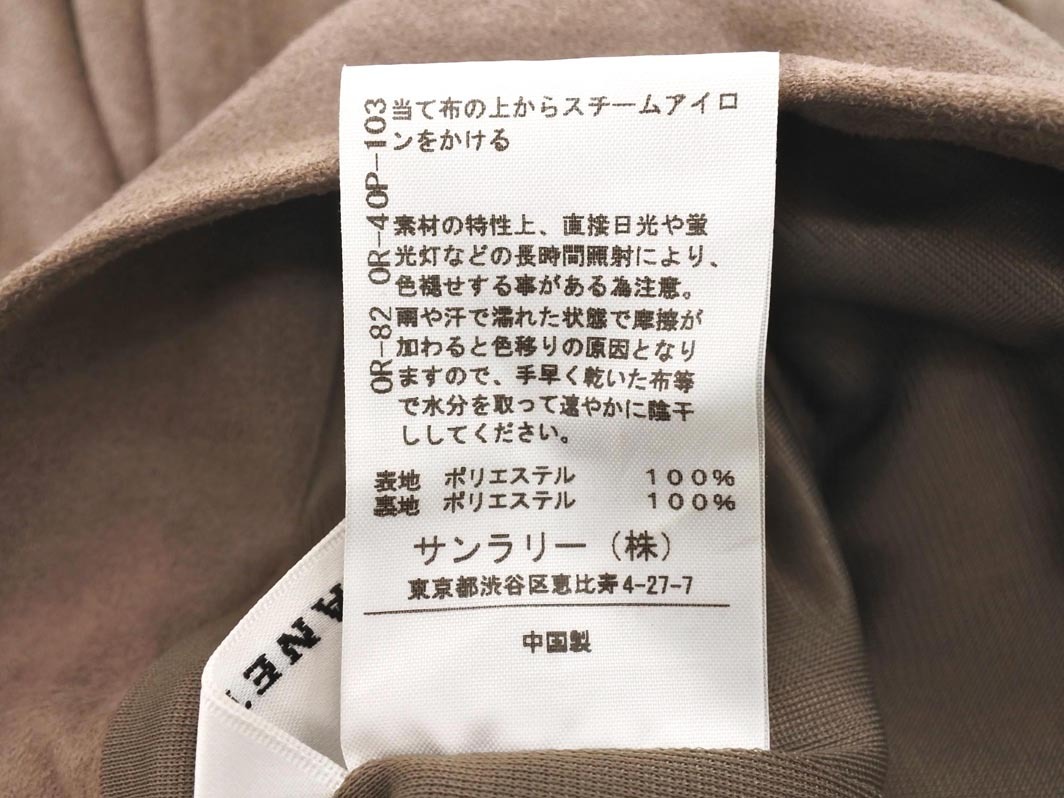 当て布の上からスチームアイロ
ンをかける
素材の特性上、直接日光や蛍
光灯などの長時間照射により、
色褪せする事がある為注意。
雨や汗で濡れた状態で摩擦が
加わると色移りの原因となり
ますので、手早く乾いた布等
で水分を取って速やかに陰干
ししてください。
OR-82 OR-4 OP-103
表地 ポリエステル 100%
裏地 ポリエステル 100%
サンラリー(株)
東京都渋谷区恵比寿4-27-7
中国製